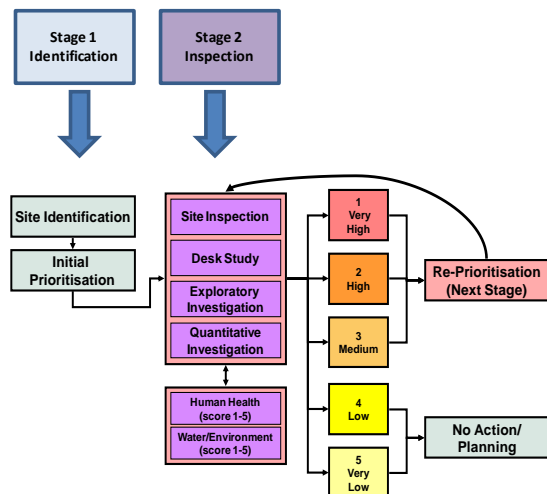 Stage 1
Identification
Stage 2
Inspection
Site Identification
Initial
Prioritisation
Site Inspection
Desk Study
Exploratory
Investigation
Quantitative
Investigation
Human Health
(score 1-5)
Water/Environment
(score 1-5)
1
Very
High
2
High
3
Medium
4
Low
5
Very
Low
Re-Prioritisation
(Next Stage)
No Action/
Planning